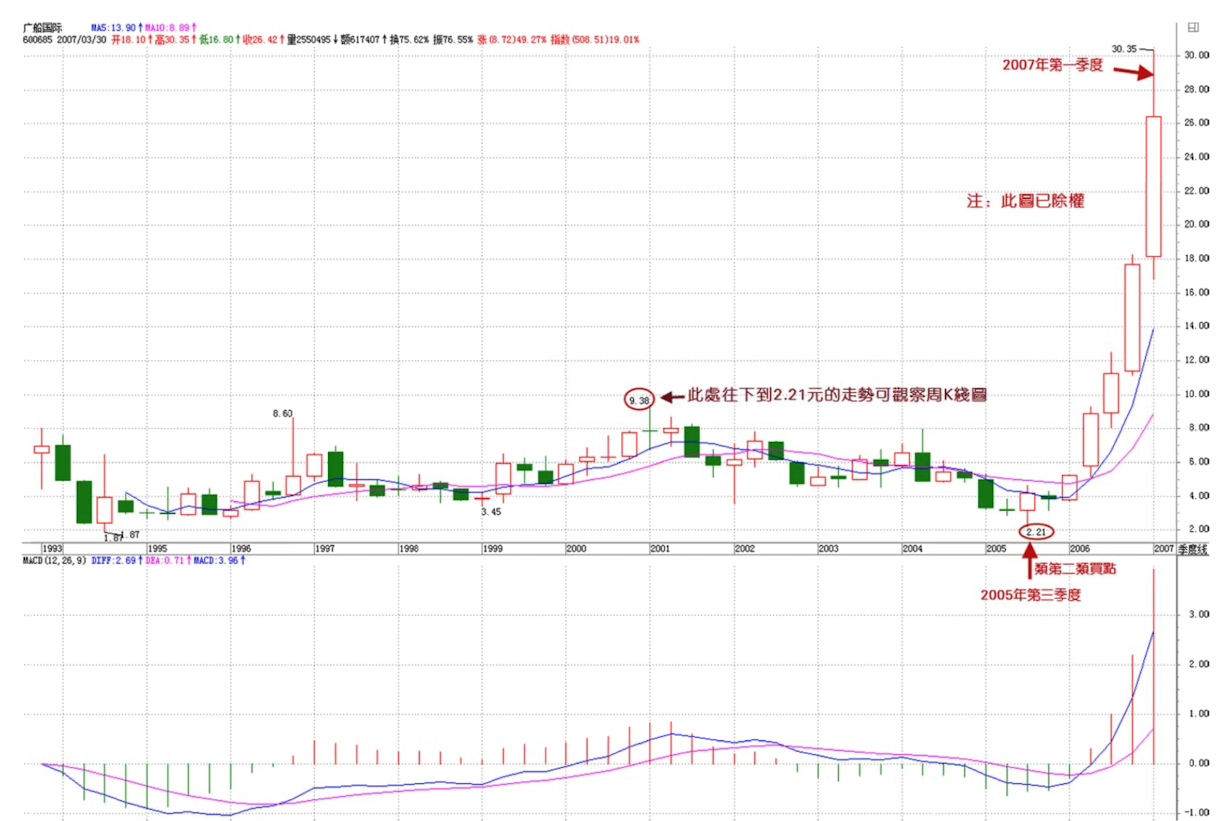 广船国际 MA5:13.90↑MA10:8.89↑
600685 2007/03/30 开18.10↑高30.35↑低16.80↑收26.42↑量2550495↓额617407↑换75.62% 振76.55% 涨(8.72)49.27% 指数(508.51)19.01%
30.35
30.00
2007年第一季度
28.00
26.00
24.00
22.00
注：此圖已除權
20.00
18.00
16.00
14.00
12.00
10.00
9.38 此處往下到2.21元的走勢可觀察周K綫圖
8.60
8.00
6.00
4.00
3.45
2.21
1.87 1.87
2.00
1993 1995 1996 1997 1998 1999 2000 2001 2002 2003 2004 2005 2006 2007 季度线
MACD(12,26,9) DIFF:2.69↑DEA:0.71↑MACD:3.96↑
類第二類買點
2005年第三季度
3.00
2.00
1.00
0.00
-1.00